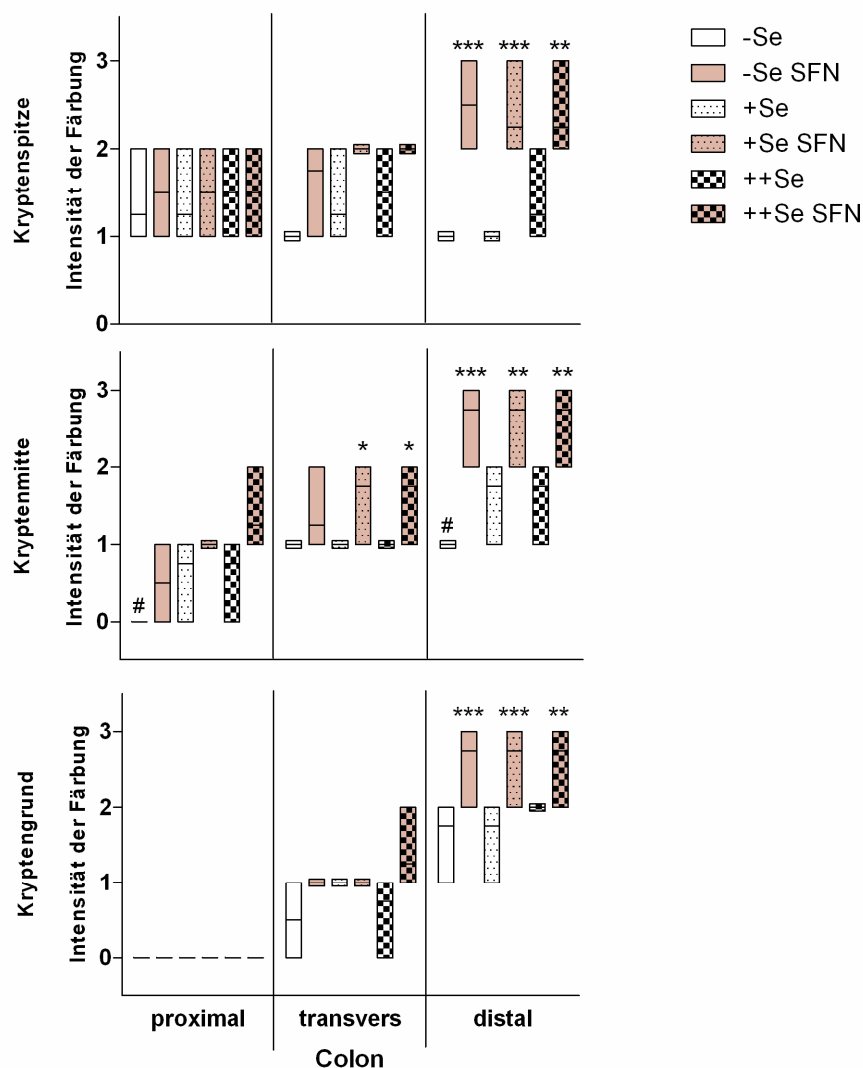 Kryptenspitze
Intensität der Färbung
3
2
1
0
*** *** **
-Se
-Se SFN
+Se
+Se SFN
++Se
++Se SFN
Kryptenmitte
Intensität der Färbung
3
2
1
0
#
* *
#
*** ** **
Kryptengrund
Intensität der Färbung
3
2
1
0
*** *** **
proximal transvers distal
Colon